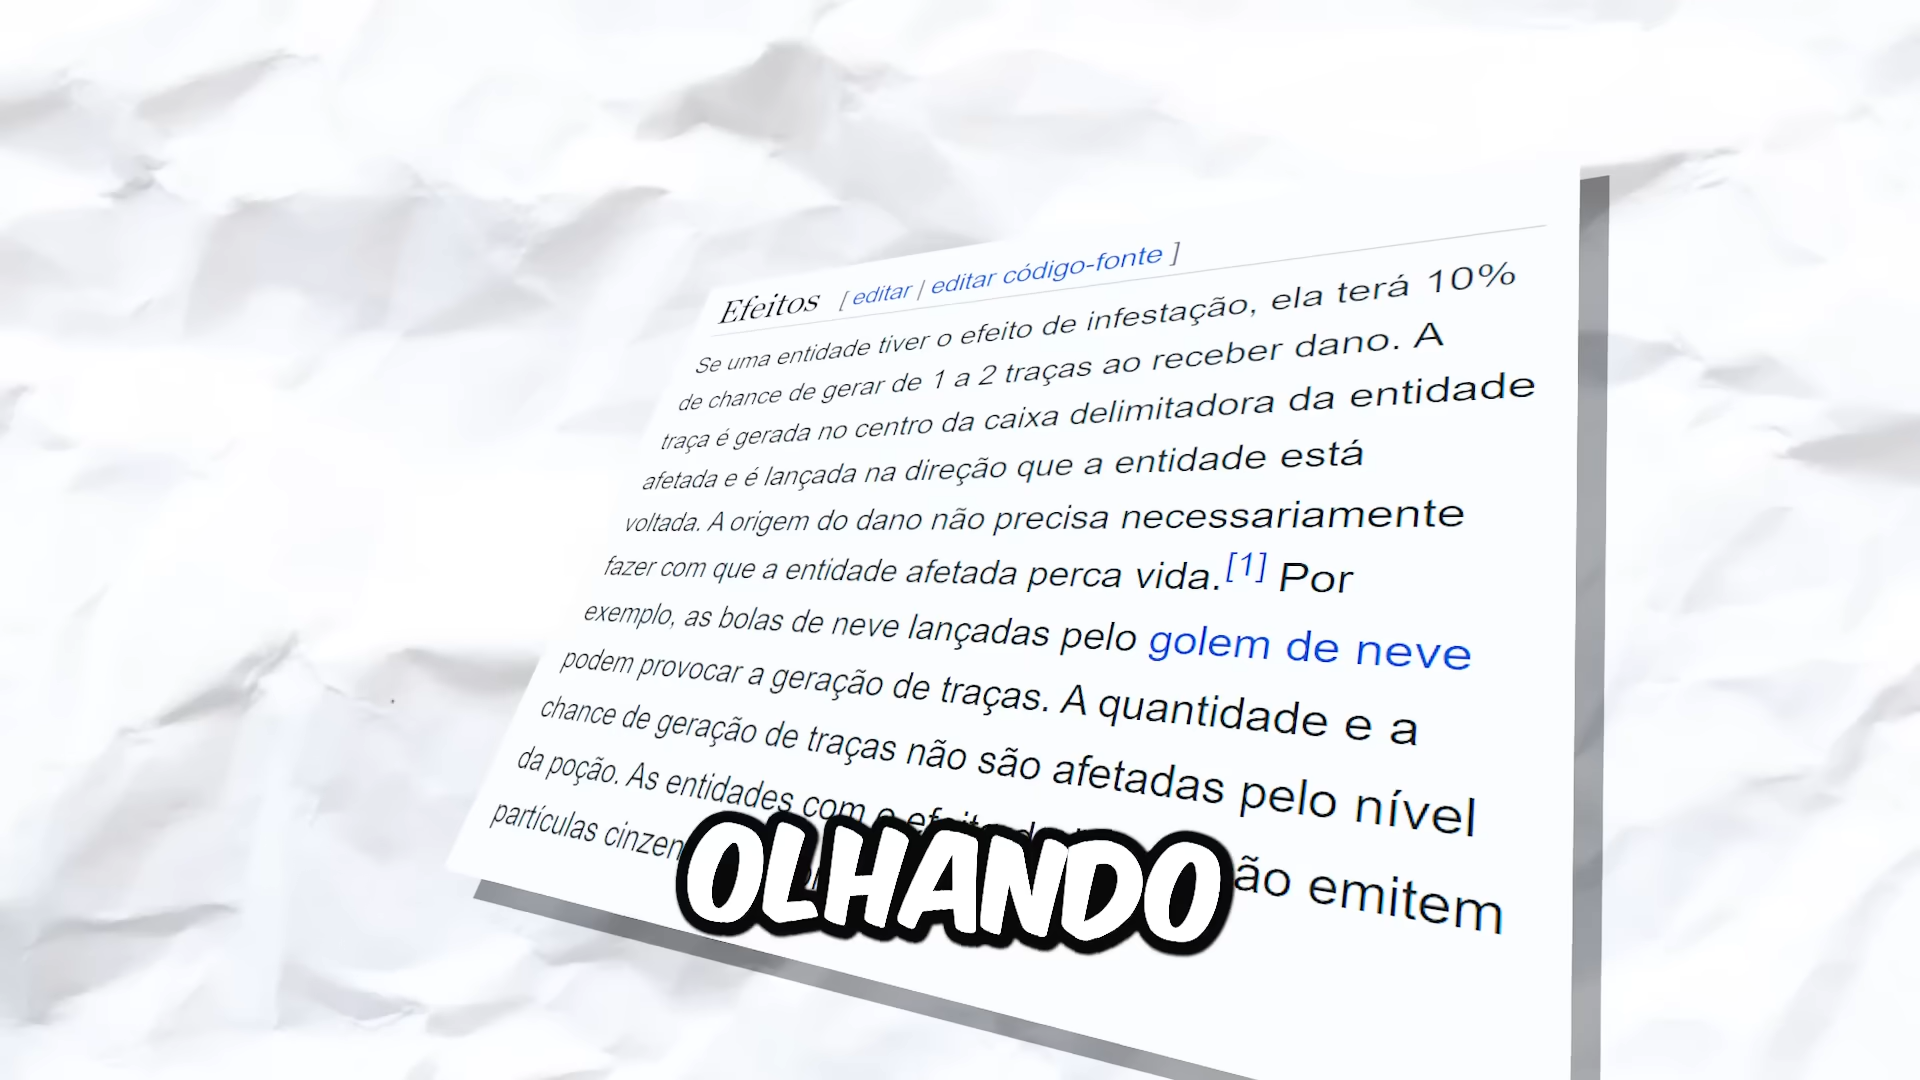 Efeitos [ editar | editar código-fonte ]
Se uma entidade tiver o efeito de infestação, ela terá 10%
de chance de gerar de 1 a 2 traças ao receber dano. A
traça é gerada no centro da caixa delimitadora da entidade
afetada e é lançada na direção que a entidade está
voltada. A origem do dano não precisa necessariamente
fazer com que a entidade afetada perca vida.[1] Por
exemplo, as bolas de neve lançadas pelo golem de neve
podem provocar a geração de traças. A quantidade e a
chance de geração de traças não são afetadas pelo nível
da poção. As entidades com o
partículas emitem
OLHANDO